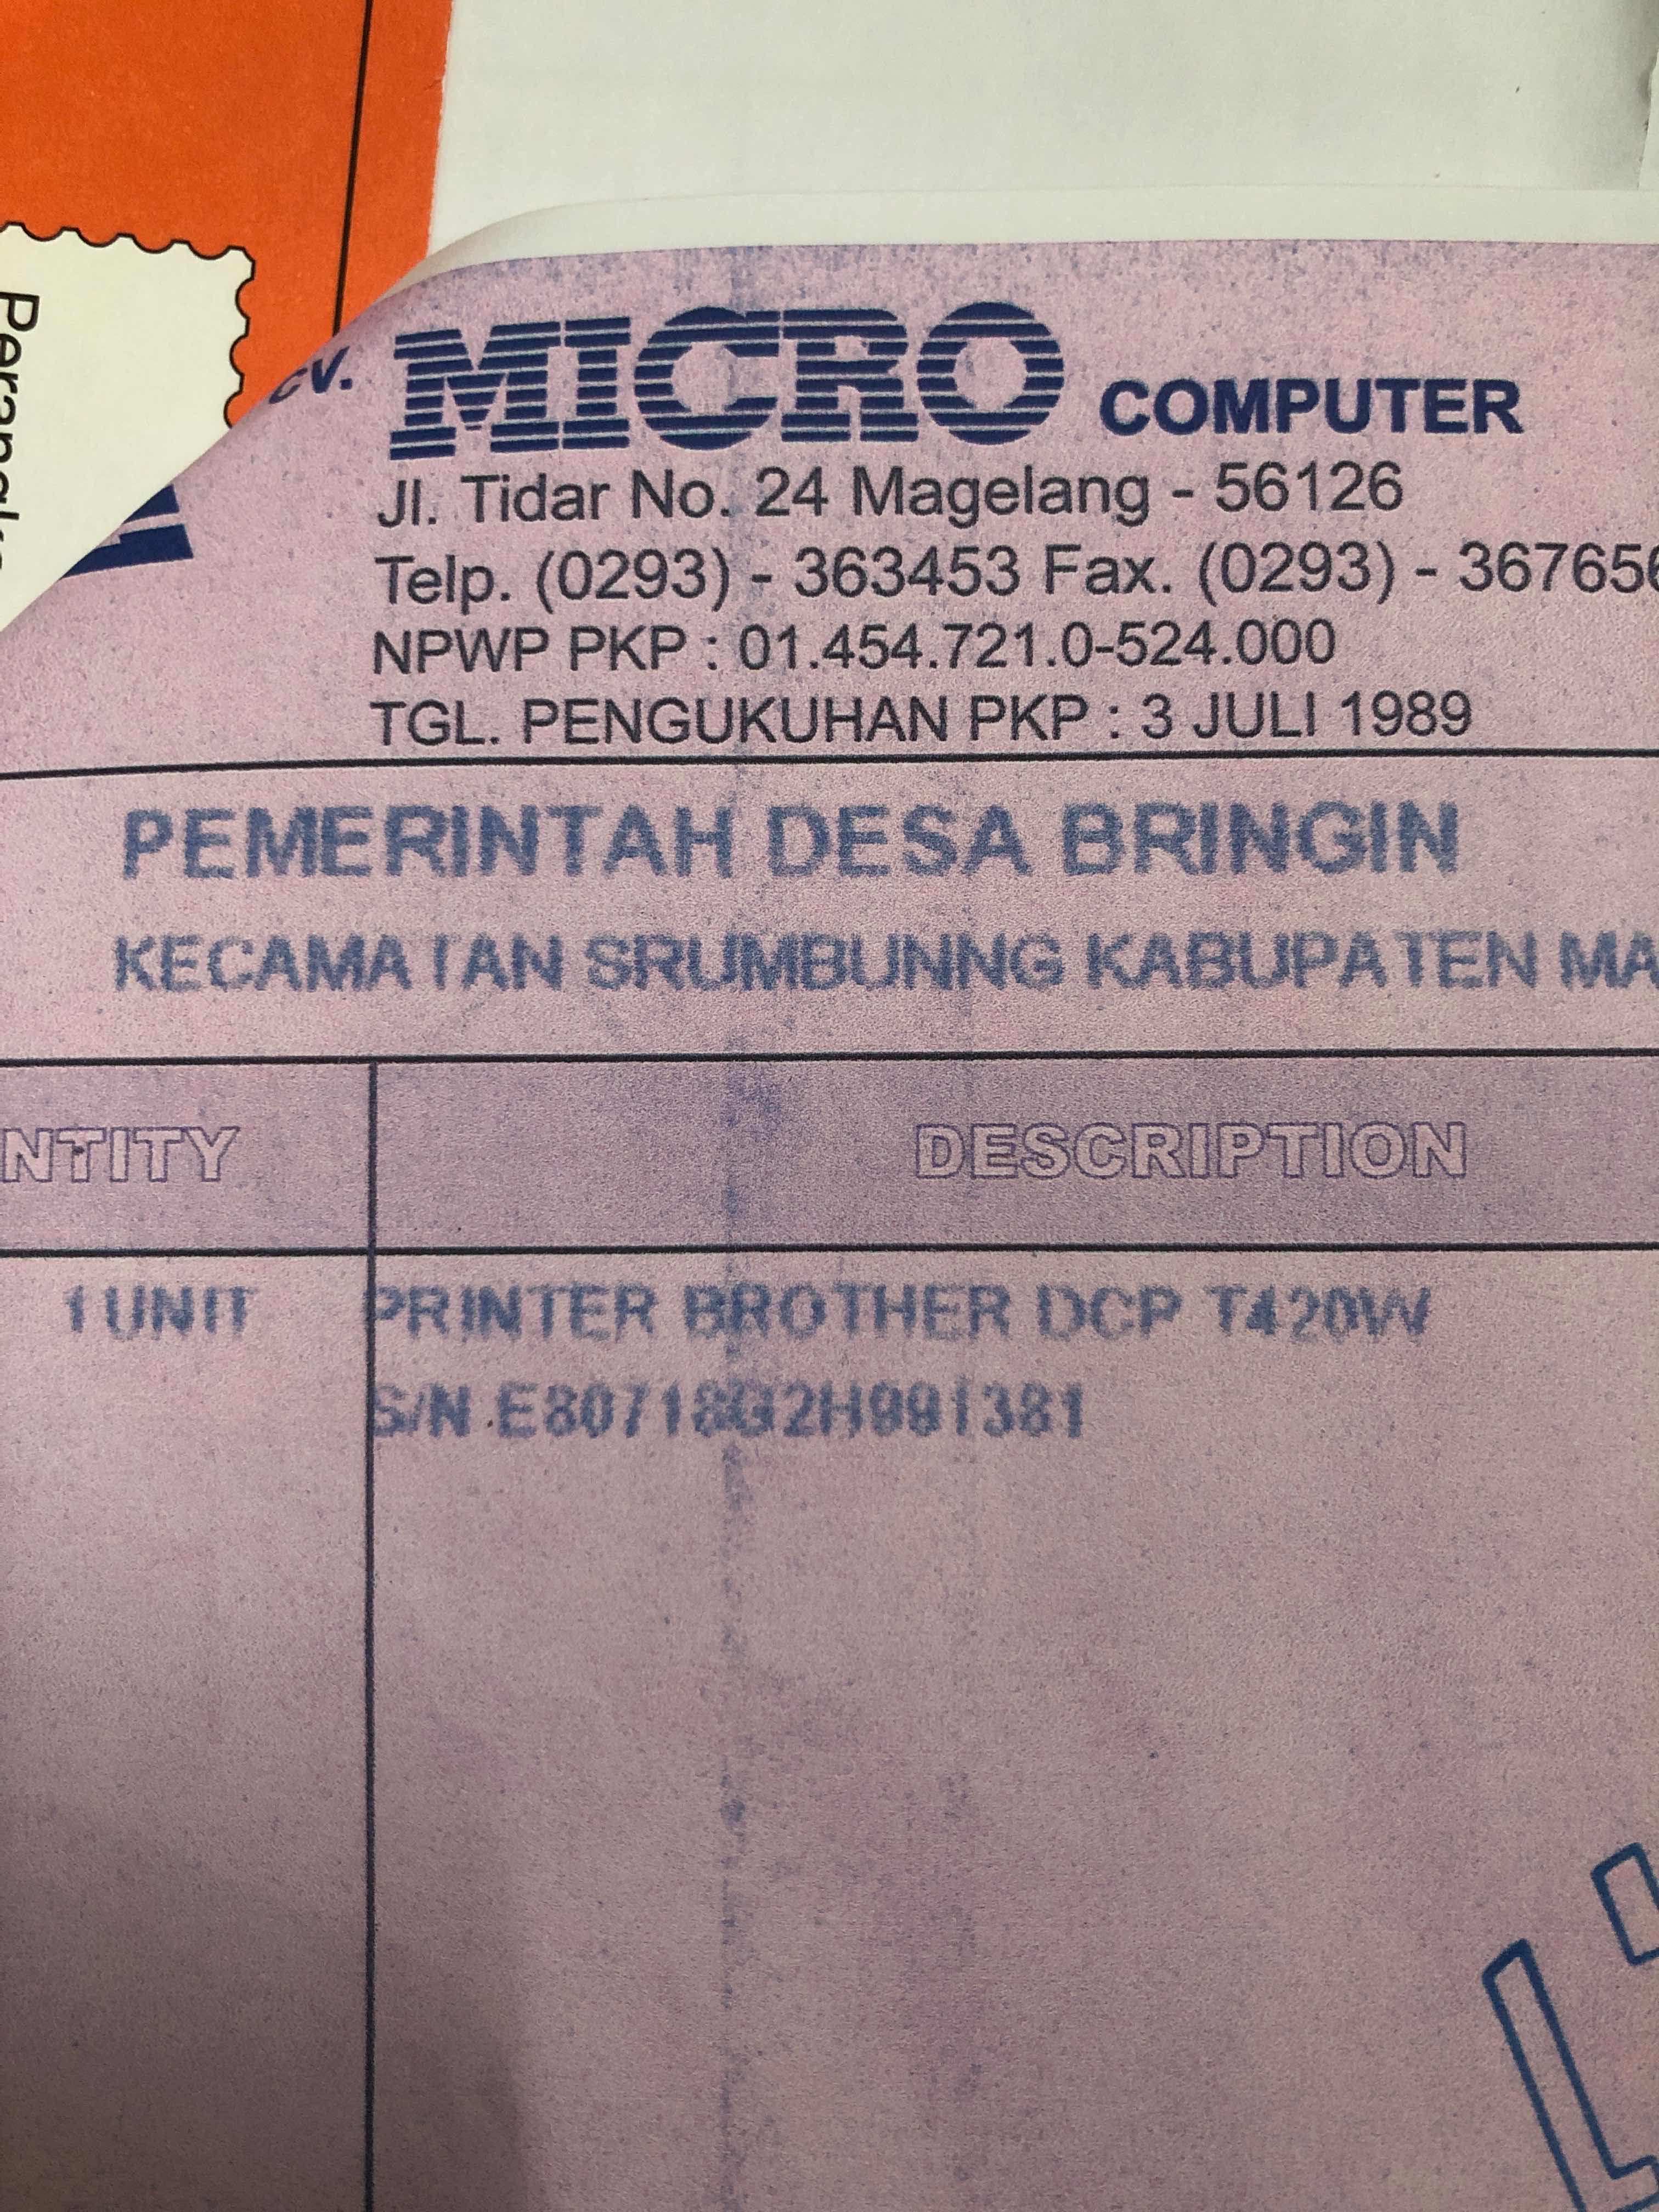 CV. MICRO COMPUTER
Jl. Tidar No. 24 Magelang - 56126
Telp. (0293) - 363453 Fax. (0293) - 367656
NPWP PKP : 01.454.721.0-524.000
TGL. PENGUKUHAN PKP : 3 JULI 1989
PEMERINTAH DESA BRINGIN
KECAMATAN SRUMBUNNG KABUPATEN MA
NTITY DESCRIPTION
1 UNIT PRINTER BROTHER DCP T420W
S/N E80718G2H991381